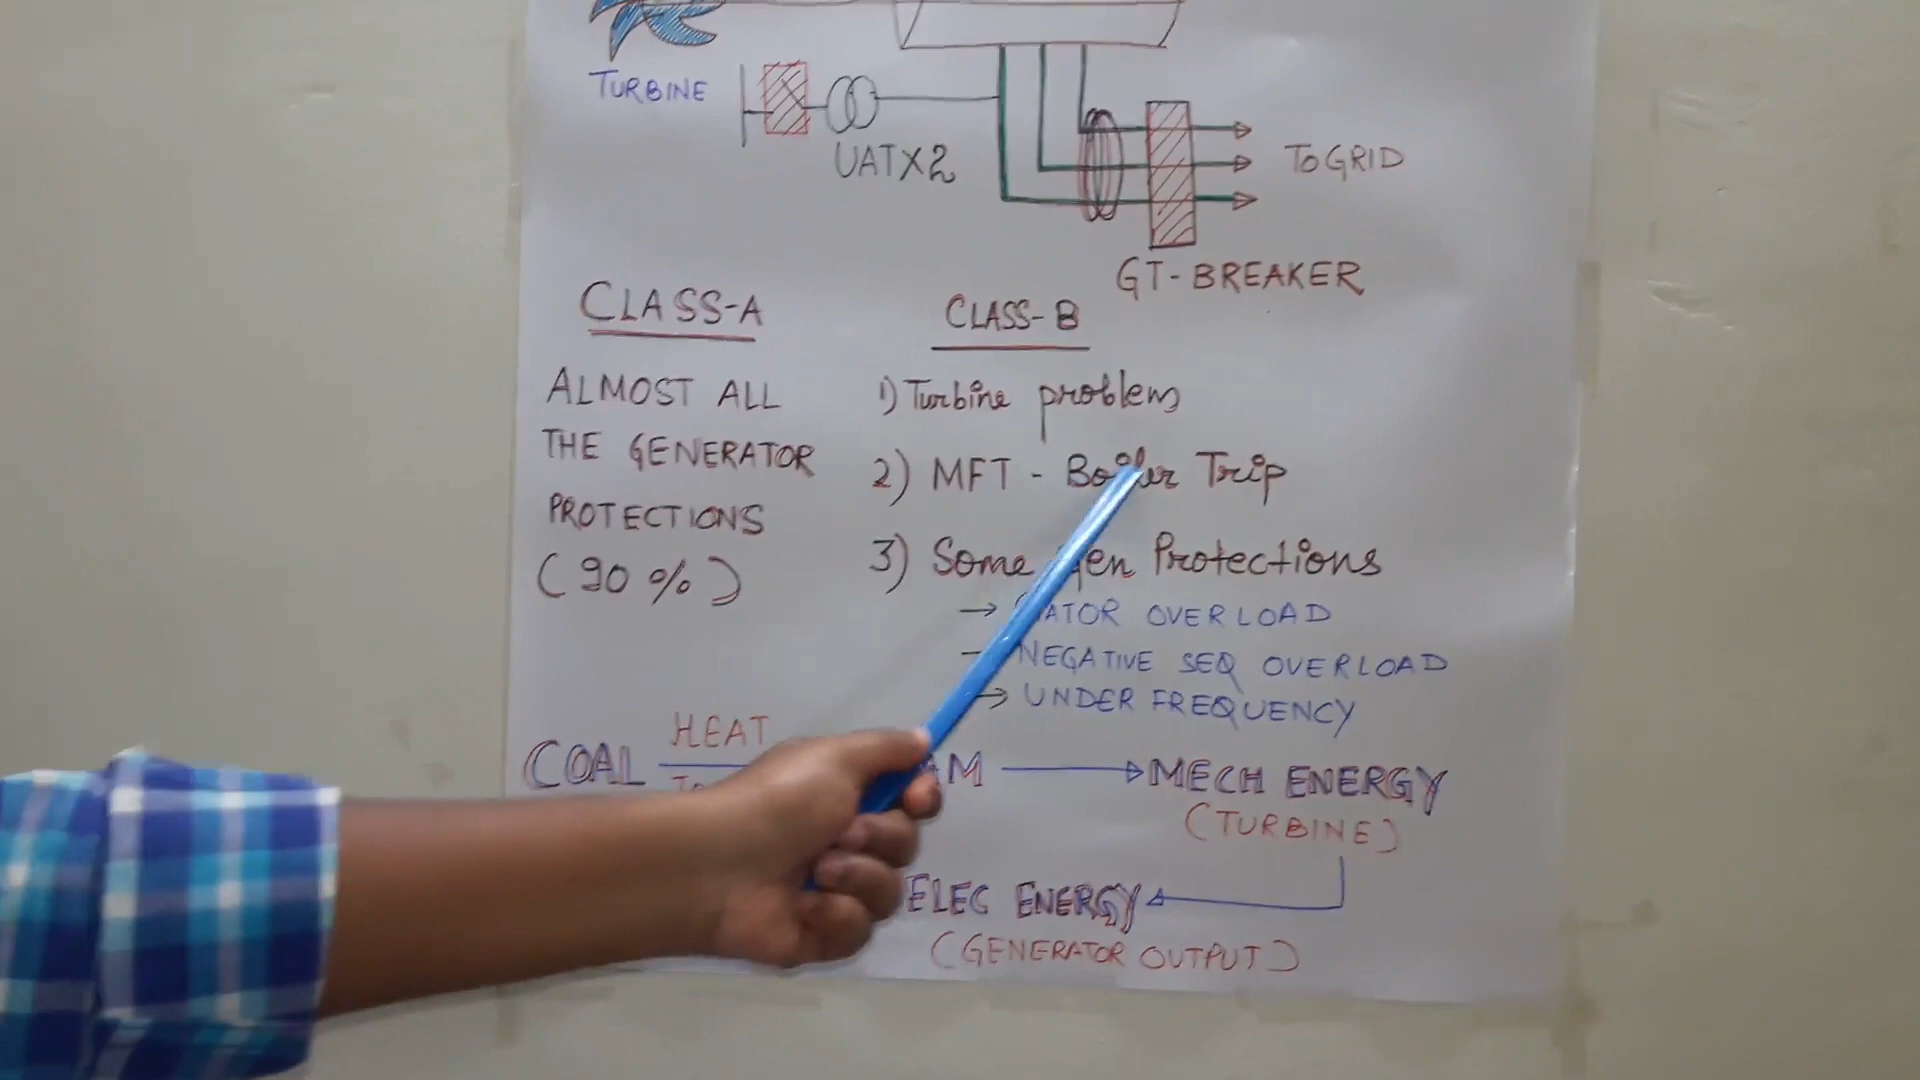 TURBINE
UATX2
TO GRID
GT-BREAKER
CLASS-A
ALMOST ALL
THE GENERATOR
PROTECTIONS
(90%)
CLASS-B
1) Turbine problem
2) MFT - Boiler Trip
3) Some Gen Protections
→ OVERLOAD
→ NEGATIVE SEQ OVERLOAD
→ UNDER FREQUENCY
COAL HEAT → MECH ENERGY
(TURBINE)
ELEC ENERGY
(GENERATOR OUTPUT)